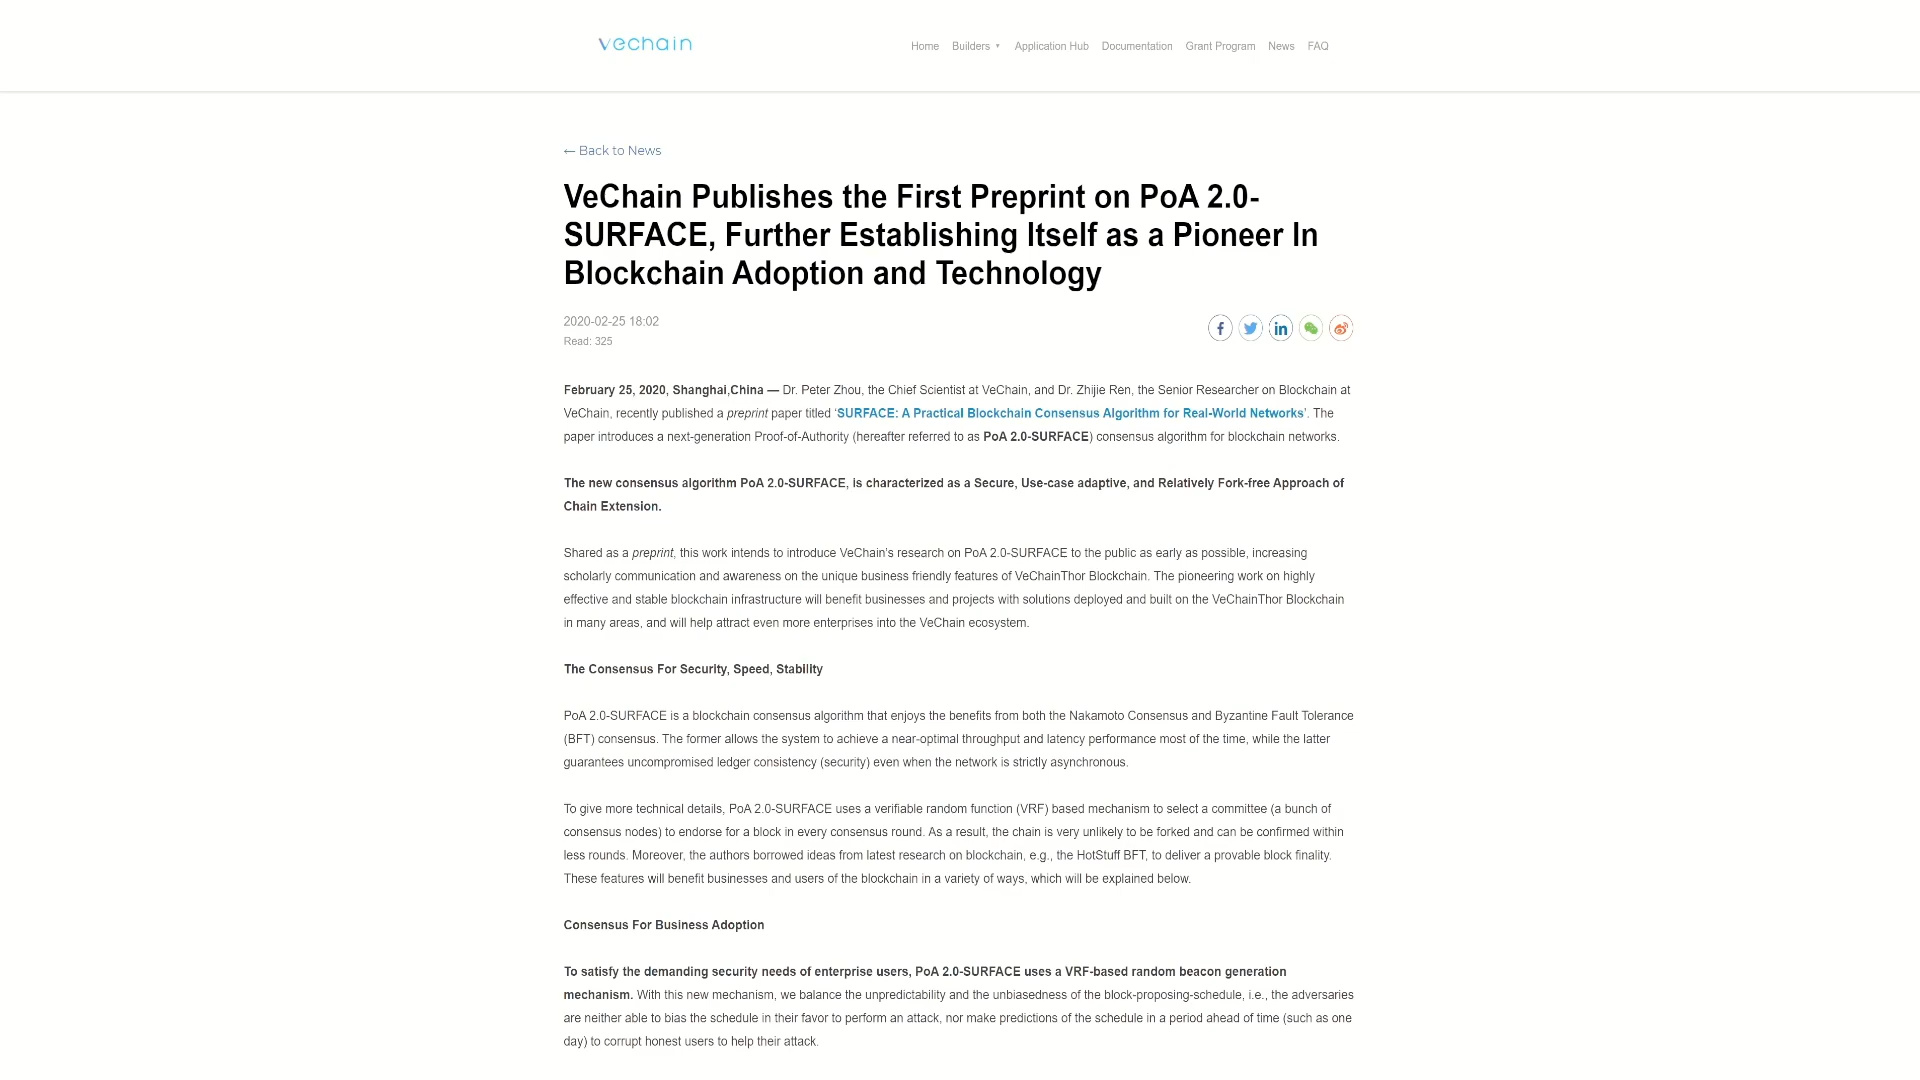 vechain
Home Builders ▾ Application Hub Documentation Grant Program News FAQ
← Back to News
VeChain Publishes the First Preprint on PoA 2.0-
SURFACE, Further Establishing Itself as a Pioneer In
Blockchain Adoption and Technology
2020-02-25 18:02
Read: 325
February 25, 2020, Shanghai,China — Dr. Peter Zhou, the Chief Scientist at VeChain, and Dr. Zhijie Ren, the Senior Researcher on Blockchain at
VeChain, recently published a preprint paper titled ‘SURFACE: A Practical Blockchain Consensus Algorithm for Real-World Networks’. The
paper introduces a next-generation Proof-of-Authority (hereafter referred to as PoA 2.0-SURFACE) consensus algorithm for blockchain networks.
The new consensus algorithm PoA 2.0-SURFACE, is characterized as a Secure, Use-case adaptive, and Relatively Fork-free Approach of
Chain Extension.
Shared as a preprint, this work intends to introduce VeChain’s research on PoA 2.0-SURFACE to the public as early as possible, increasing
scholarly communication and awareness on the unique business friendly features of VeChainThor Blockchain. The pioneering work on highly
effective and stable blockchain infrastructure will benefit businesses and projects with solutions deployed and built on the VeChainThor Blockchain
in many areas, and will help attract even more enterprises into the VeChain ecosystem.
The Consensus For Security, Speed, Stability
PoA 2.0-SURFACE is a blockchain consensus algorithm that enjoys the benefits from both the Nakamoto Consensus and Byzantine Fault Tolerance
(BFT) consensus. The former allows the system to achieve a near-optimal throughput and latency performance most of the time, while the latter
guarantees uncompromised ledger consistency (security) even when the network is strictly asynchronous.
To give more technical details, PoA 2.0-SURFACE uses a verifiable random function (VRF) based mechanism to select a committee (a bunch of
consensus nodes) to endorse for a block in every consensus round. As a result, the chain is very unlikely to be forked and can be confirmed within
less rounds. Moreover, the authors borrowed ideas from latest research on blockchain, e.g., the HotStuff BFT, to deliver a provable block finality.
These features will benefit businesses and users of the blockchain in a variety of ways, which will be explained below.
Consensus For Business Adoption
To satisfy the demanding security needs of enterprise users, PoA 2.0-SURFACE uses a VRF-based random beacon generation
mechanism. With this new mechanism, we balance the unpredictability and the unbiasedness of the block-proposing-schedule, i.e., the adversaries
are neither able to bias the schedule in their favor to perform an attack, nor make predictions of the schedule in a period ahead of time (such as one
day) to corrupt honest users to help their attack.